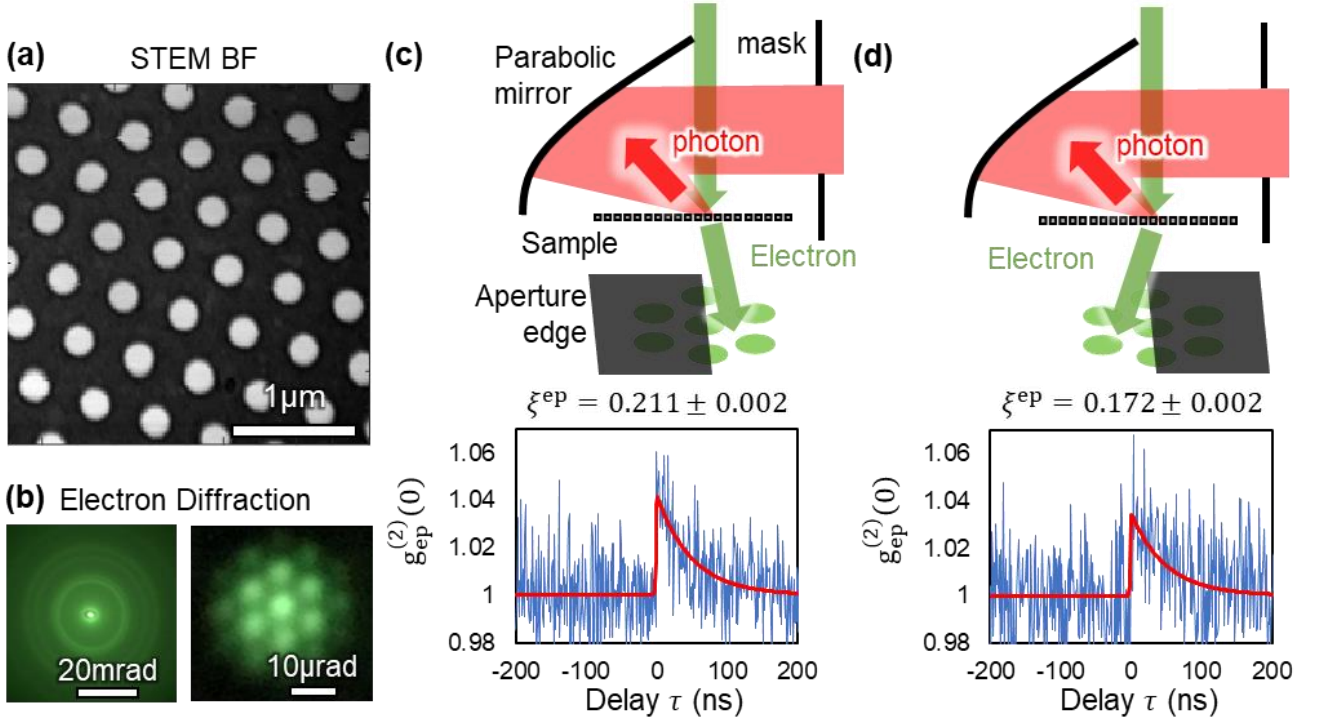 (a)
STEM BF
1μm
(b) Electron Diffraction
20mrad
10μrad
(c)
Parabolic
mirror
mask
photon
Sample
Electron
Aperture
edge
ξᵉᵖ = 0.211 ± 0.002
g_ep^(2)(0)
1.06
1.04
1.02
1
0.98
-200
-100
0
100
200
Delay τ (ns)
(d)
photon
Electron
ξᵉᵖ = 0.172 ± 0.002
g_ep^(2)(0)
1.06
1.04
1.02
1
0.98
-200
-100
0
100
200
Delay τ (ns)